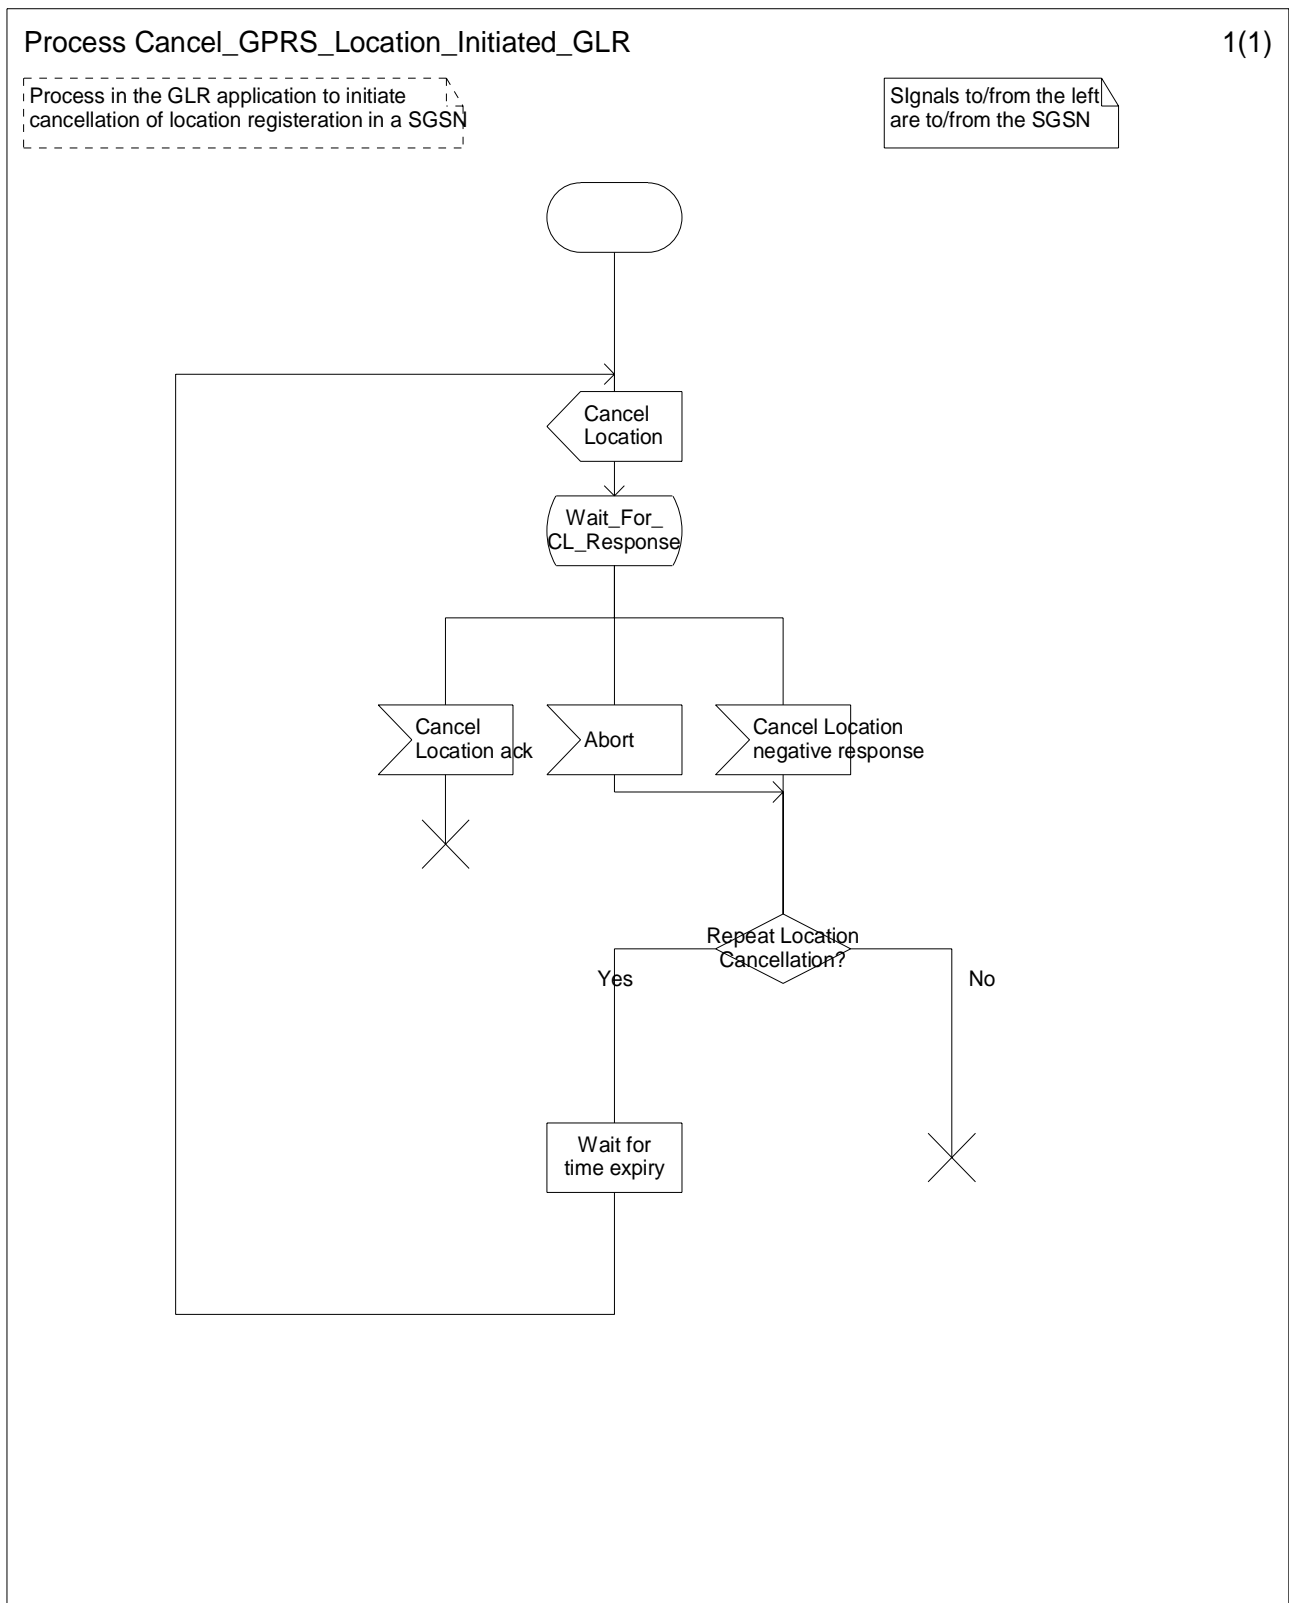 Process Cancel_GPRS_Location_Initiated_GLR
1(1)
Process in the GLR application to initiate
cancellation of location registeration in a SGSN
SIgnals to/from the left
are to/from the SGSN
Cancel
Location
Wait_For_
CL_Response
Cancel
Location ack
Abort
Cancel Location
negative response
Repeat Location
Cancellation?
Yes
No
Wait for
time expiry